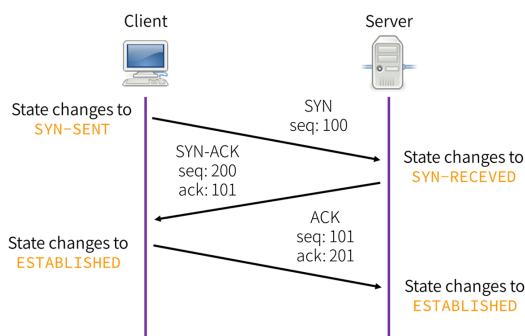 Client
Server
State changes to
SYN-SENT
SYN
seq: 100
SYN-ACK
seq: 200
ack: 101
State changes to
SYN-RECEVED
ACK
seq: 101
ack: 201
State changes to
ESTABLISHED
State changes to
ESTABLISHED